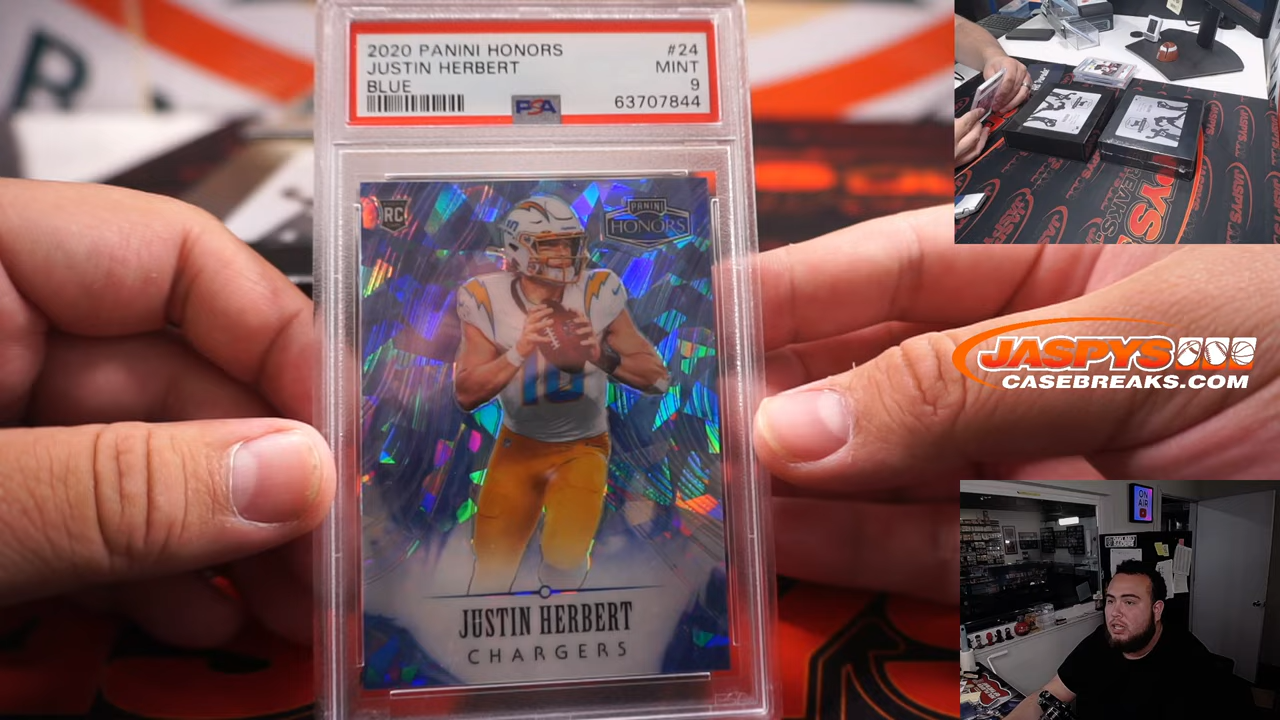 2020 PANINI HONORS #24
JUSTIN HERBERT MINT
BLUE 9
63707844
PSA
RC
PANINI
HONORS
10
JUSTIN HERBERT
CHARGERS
JASPYS
CASEBREAKS.COM
ON
AIR
JASPYS